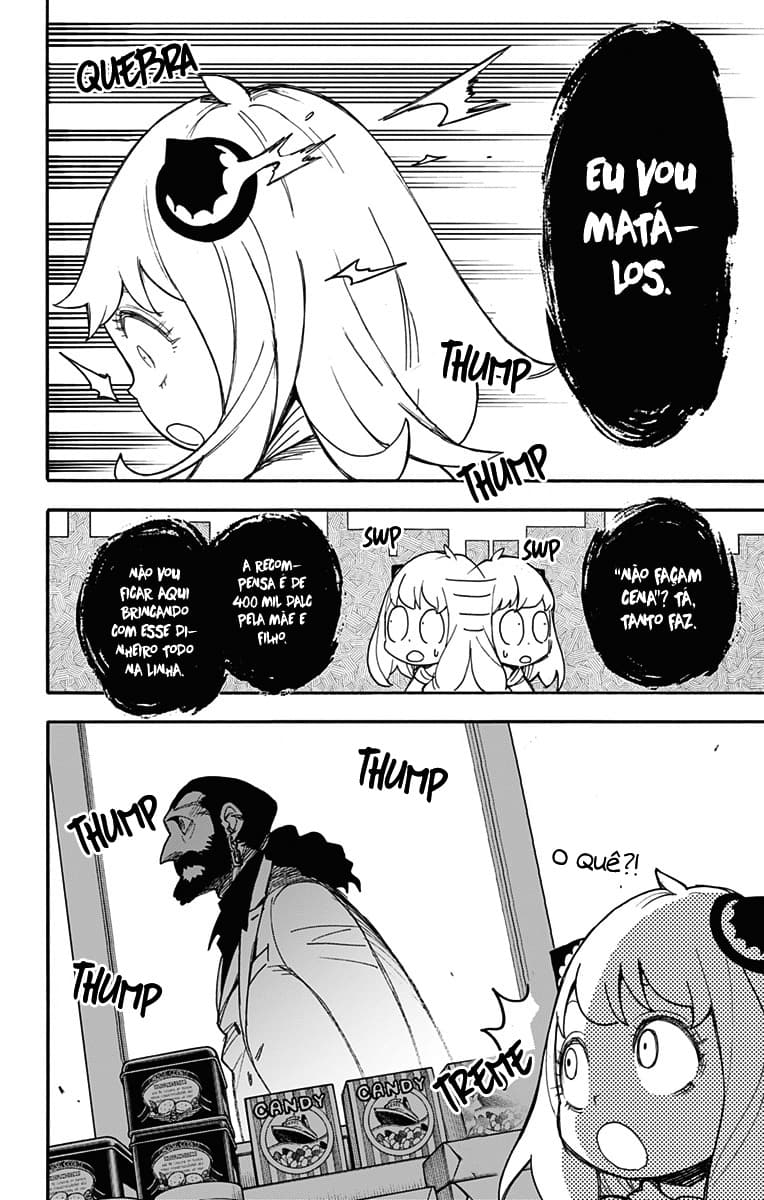 QUEBRA
EU VOU
MATÁ-
LOS.
THUMP
THUMP
"NÃO FAÇAM
CENA"? TÁ,
TANTO FAZ.
SWP
SWP
A RECOM-
PENSA É DE
400 MIL DALC
PELA MÃE E
FILHO.
NÃO VOU
FICAR AQUI
BRINCANDO
COM ESSE DI-
NHEIRO TODO
NA LINHA.
THUMP
THUMP
O QUÊ?!
THUMP
TREME
CANDY
CANDY